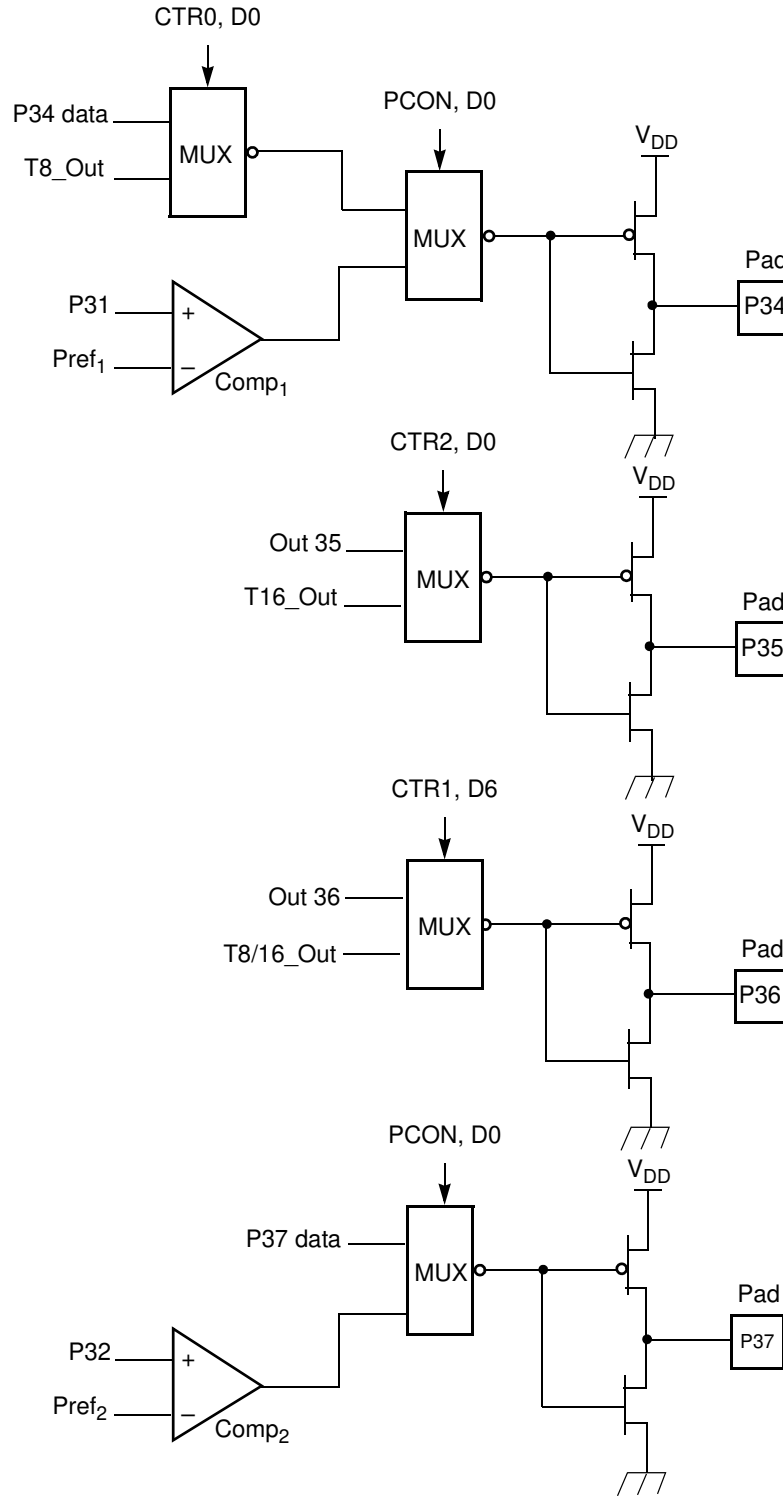 CTR0, D0
P34 data
T8_Out
MUX
PCON, D0
MUX
VDD
Pad
P34
P31
+
Pref1
–
Comp1
CTR2, D0
VDD
Out 35
MUX
T16_Out
Pad
P35
CTR1, D6
VDD
Out 36
MUX
T8/16_Out
Pad
P36
PCON, D0
VDD
P37 data
MUX
Pad
P37
P32
+
Pref2
–
Comp2